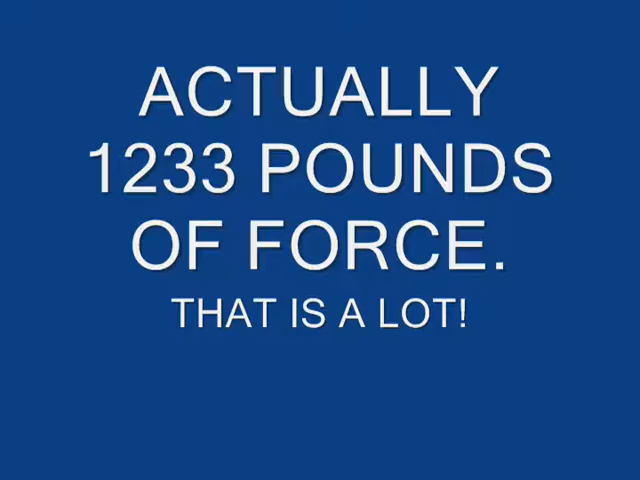 ACTUALLY
1233 POUNDS
OF FORCE.
THAT IS A LOT!